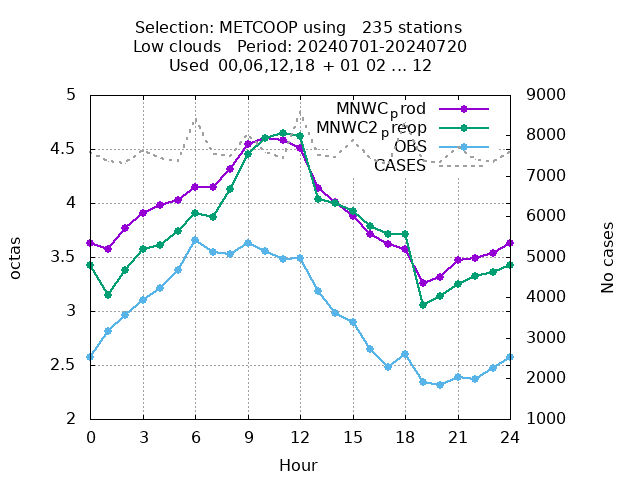 Selection: METCOOP using   235 stations
Low clouds   Period: 20240701-20240720
Used  00,06,12,18 + 01 02 ... 12
5
4.5
4
3.5
3
2.5
2
9000
8000
7000
6000
5000
4000
3000
2000
1000
MNWCprod
MNWC2preop
OBS
CASES
octas
No cases
0 3 6 9 12 15 18 21 24
Hour